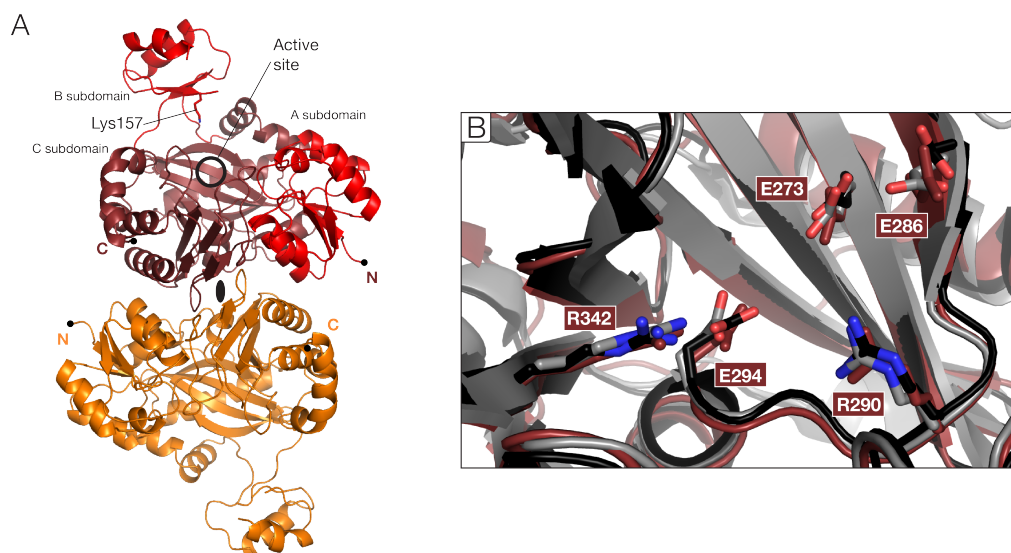 A
Active
site
B subdomain
Lys157
A subdomain
C subdomain
C
N
N
C
B
E273
E286
R342
E294
R290